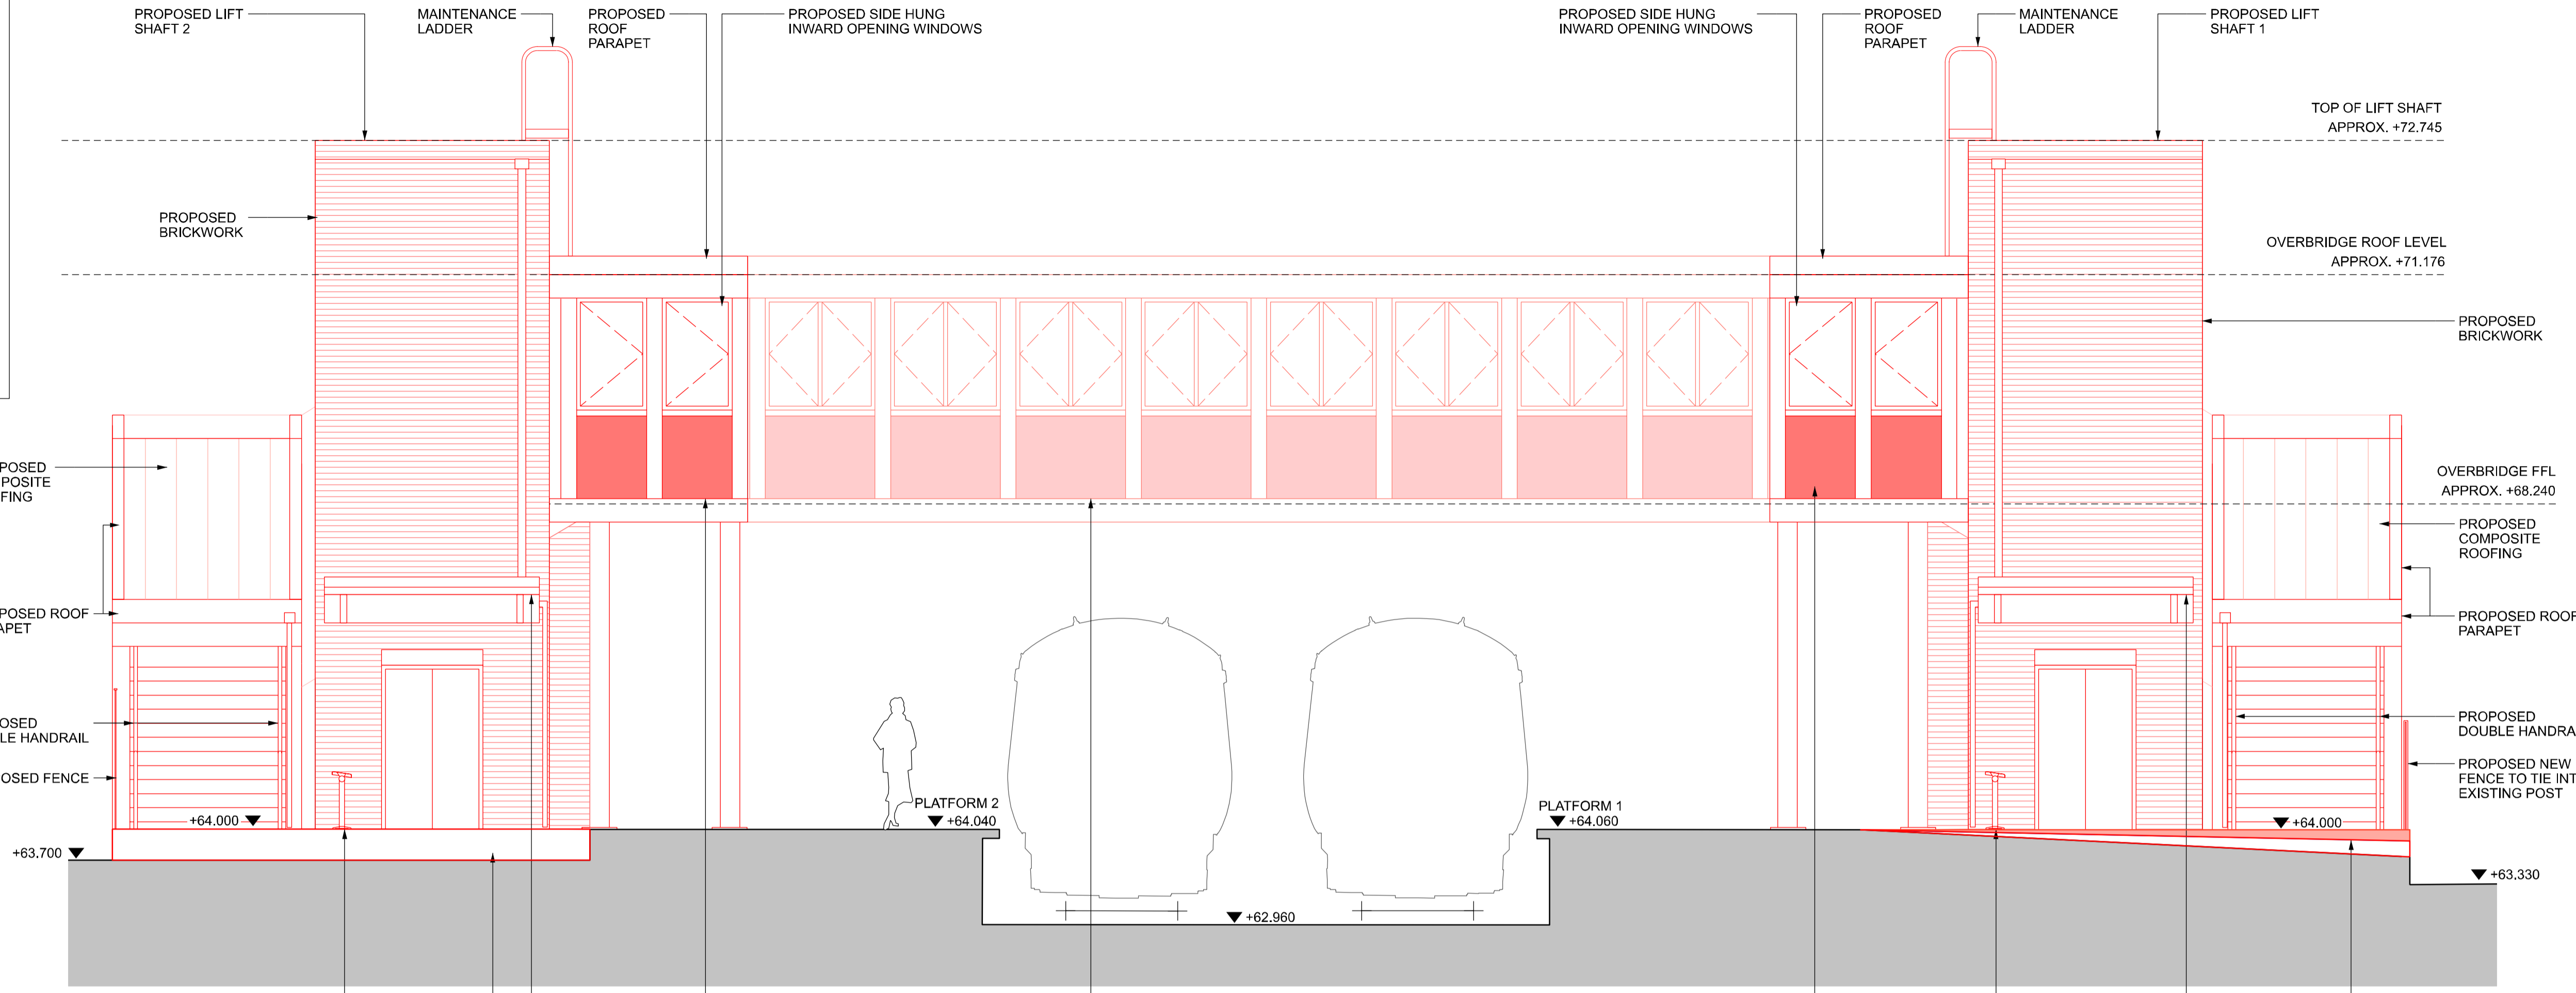 PROPOSED LIFT
SHAFT 2
MAINTENANCE
LADDER
PROPOSED
ROOF
PARAPET
PROPOSED SIDE HUNG
INWARD OPENING WINDOWS
PROPOSED SIDE HUNG
INWARD OPENING WINDOWS
PROPOSED
ROOF
PARAPET
MAINTENANCE
LADDER
PROPOSED LIFT
SHAFT 1
TOP OF LIFT SHAFT
APPROX. +72.745
PROPOSED
BRICKWORK
OVERBRIDGE ROOF LEVEL
APPROX. +71.176
PROPOSED
BRICKWORK
POSED
POSITE
FING
OVERBRIDGE FFL
APPROX. +68.240
PROPOSED
COMPOSITE
ROOFING
POSED ROOF
APET
PROPOSED ROOF
PARAPET
OSED
LE HANDRAIL
PROPOSED
DOUBLE HANDRA
OSED FENCE
PROPOSED NEW
FENCE TO TIE INT
EXISTING POST
PLATFORM 2
+64.040
PLATFORM 1
+64.060
+64.000
+64.000
+63.700
+63.330
+62.960